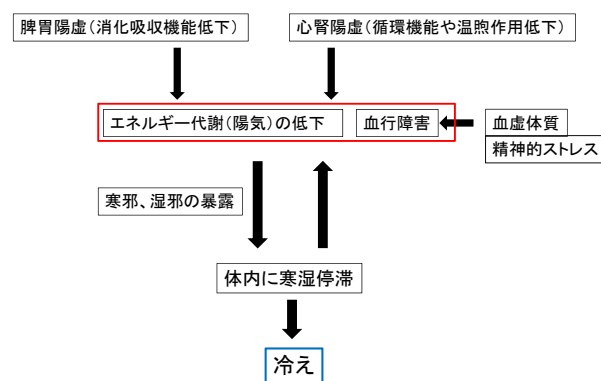 脾胃陽虚(消化吸収機能低下)
心腎陽虚(循環機能や温煦作用低下)
エネルギー代謝(陽気)の低下
血行障害
血虚体質
精神的ストレス
寒邪、湿邪の暴露
体内に寒湿停滞
冷え